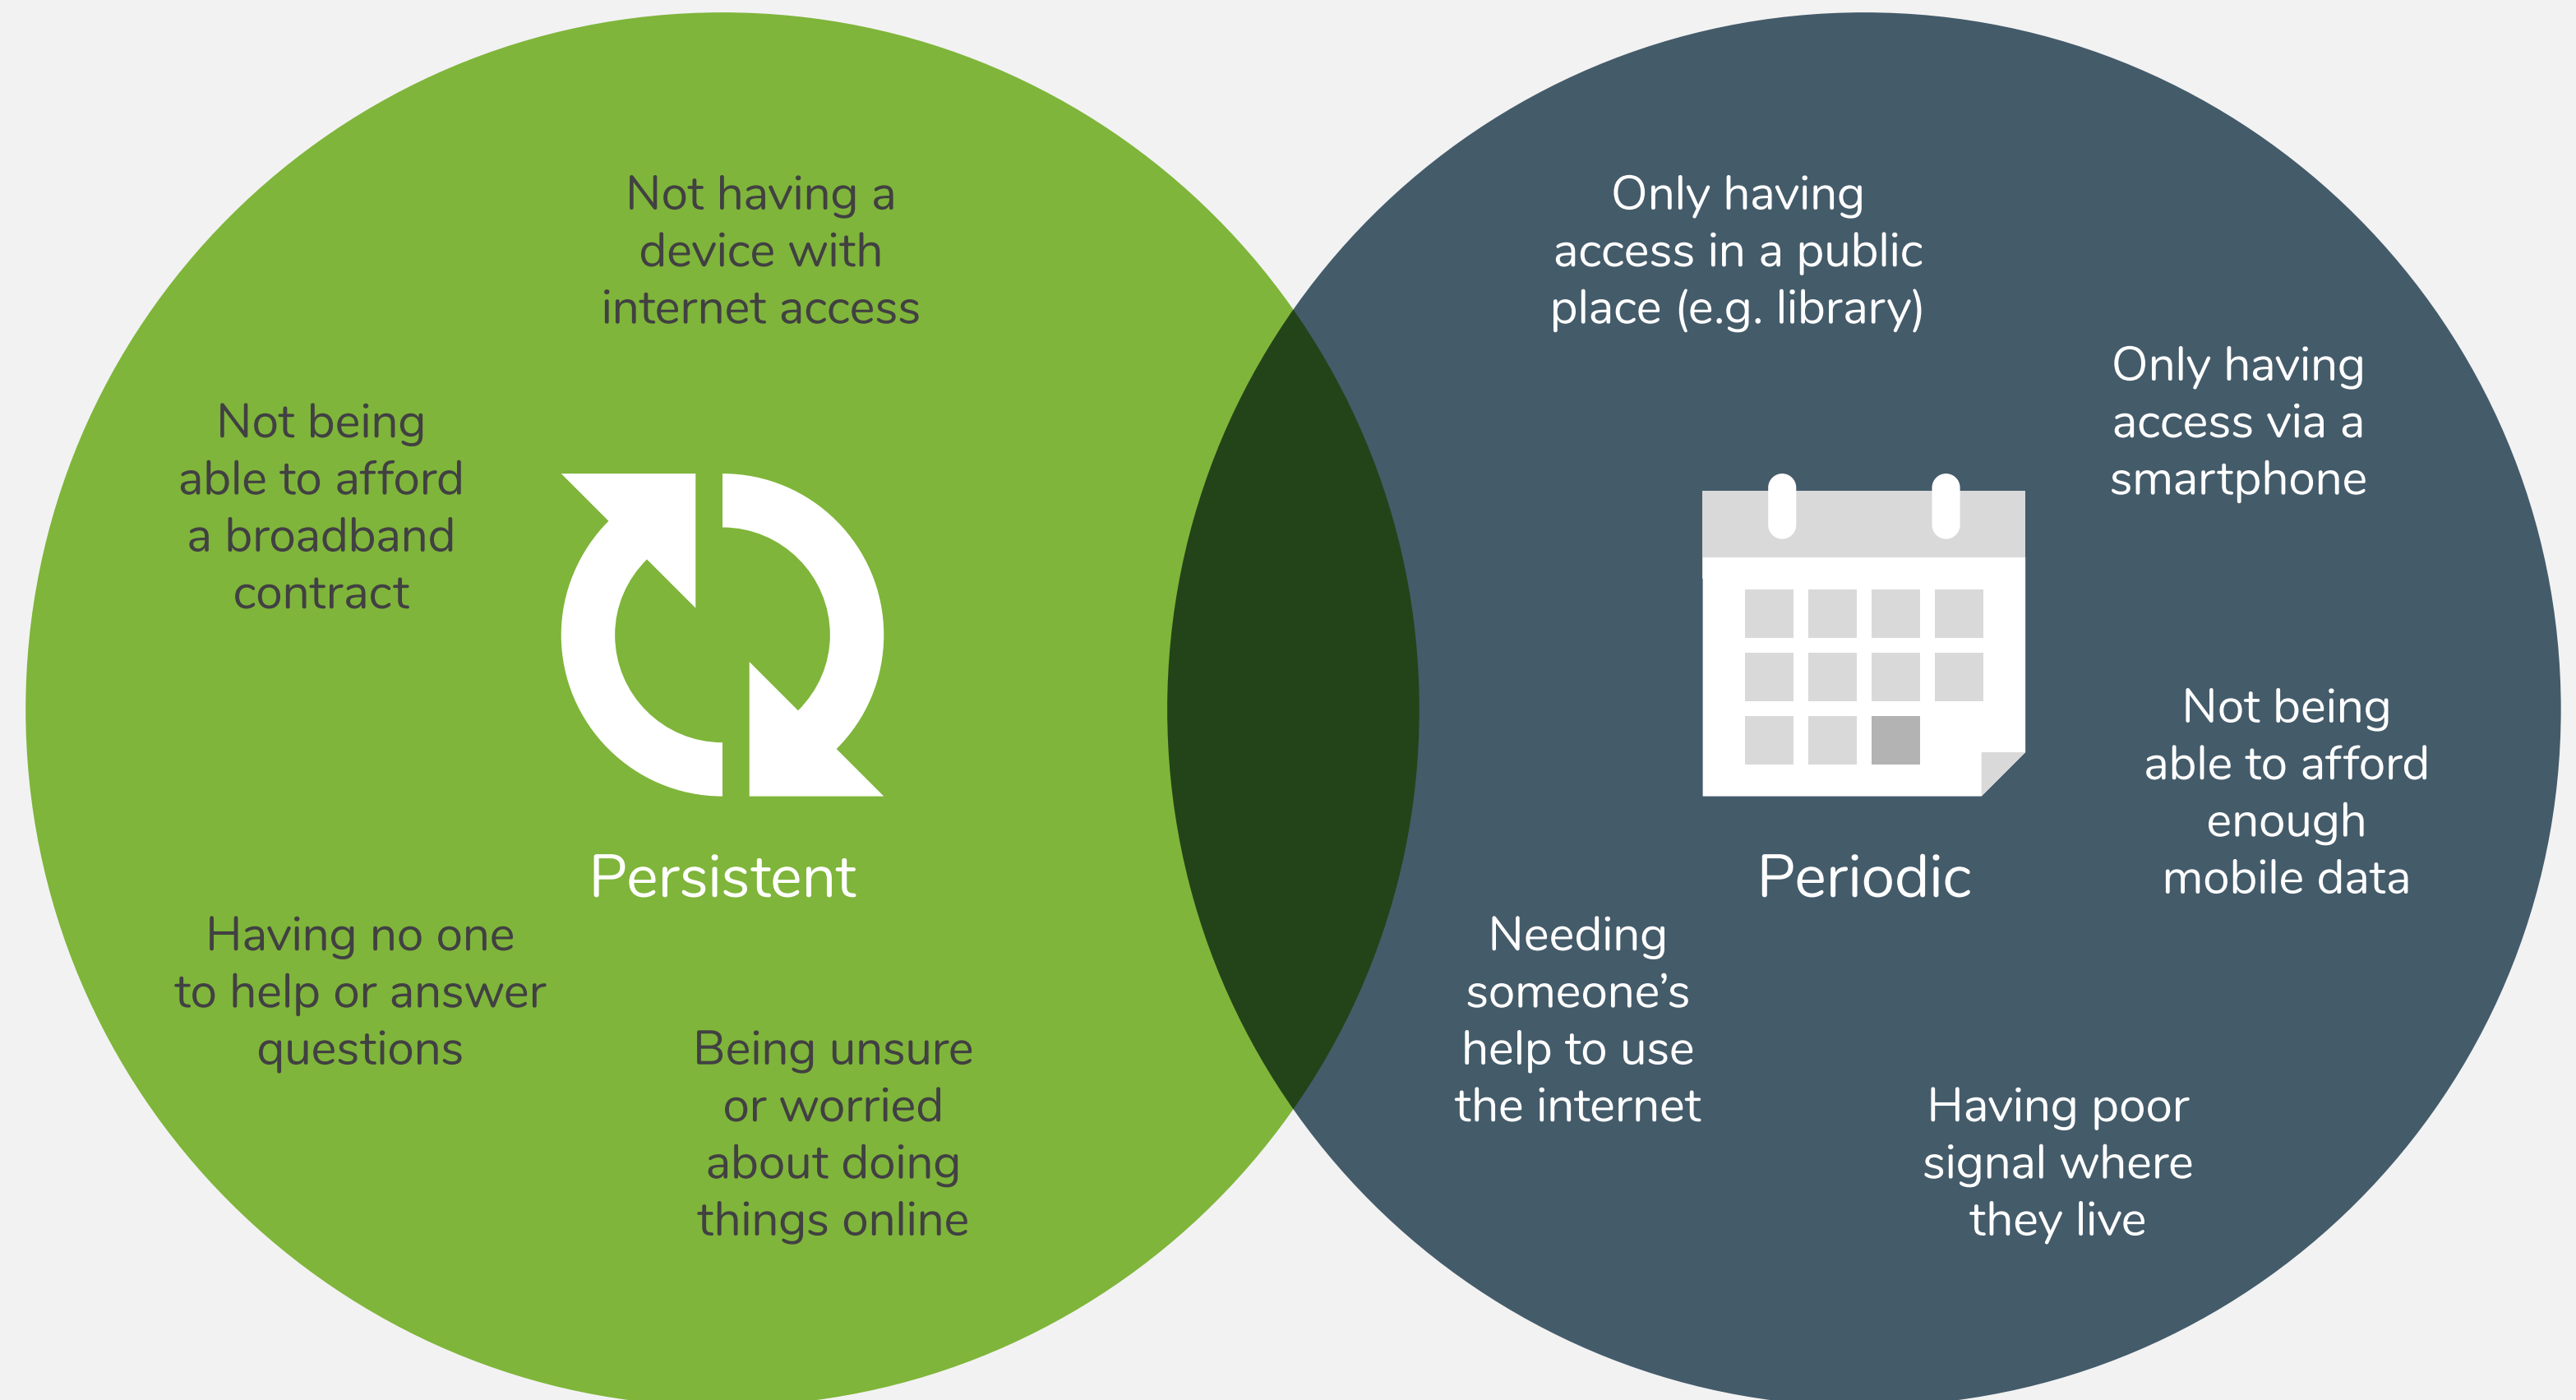 Not having a
device with
internet access
Not being
able to afford
a broadband
contract
Persistent
Having no one
to help or answer
questions
Being unsure
or worried
about doing
things online
Only having
access in a public
place (e.g. library)
Only having
access via a
smartphone
Not being
able to afford
enough
mobile data
Periodic
Needing
someone’s
help to use
the internet
Having poor
signal where
they live